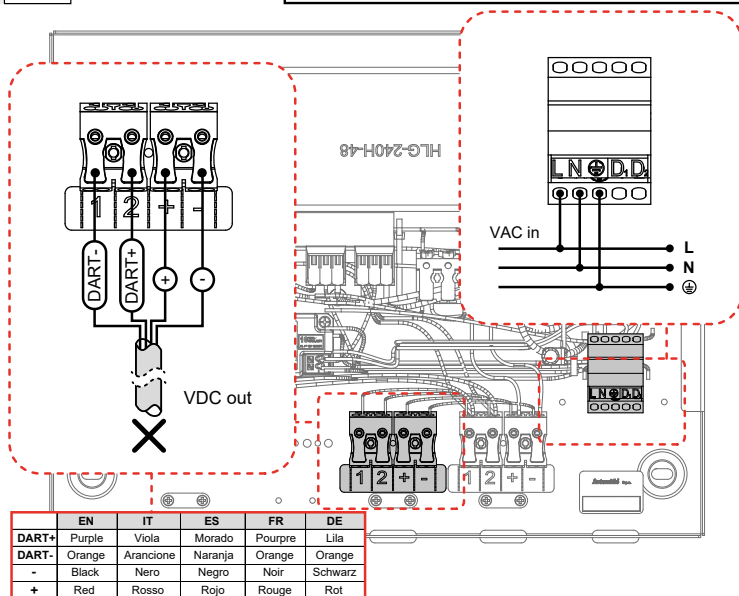 HLG-240H-48
1 2 + -
DART-
DART+
+
-
VDC out
L N D1 D2
VAC in
L
N
1 2 + -
1 2 + -
L N D D
EN IT ES FR DE
DART+ Purple Viola Morado Pourpre Lila
DART- Orange Arancione Naranja Orange Orange
- Black Nero Negro Noir Schwarz
+ Red Rosso Rojo Rouge Rot